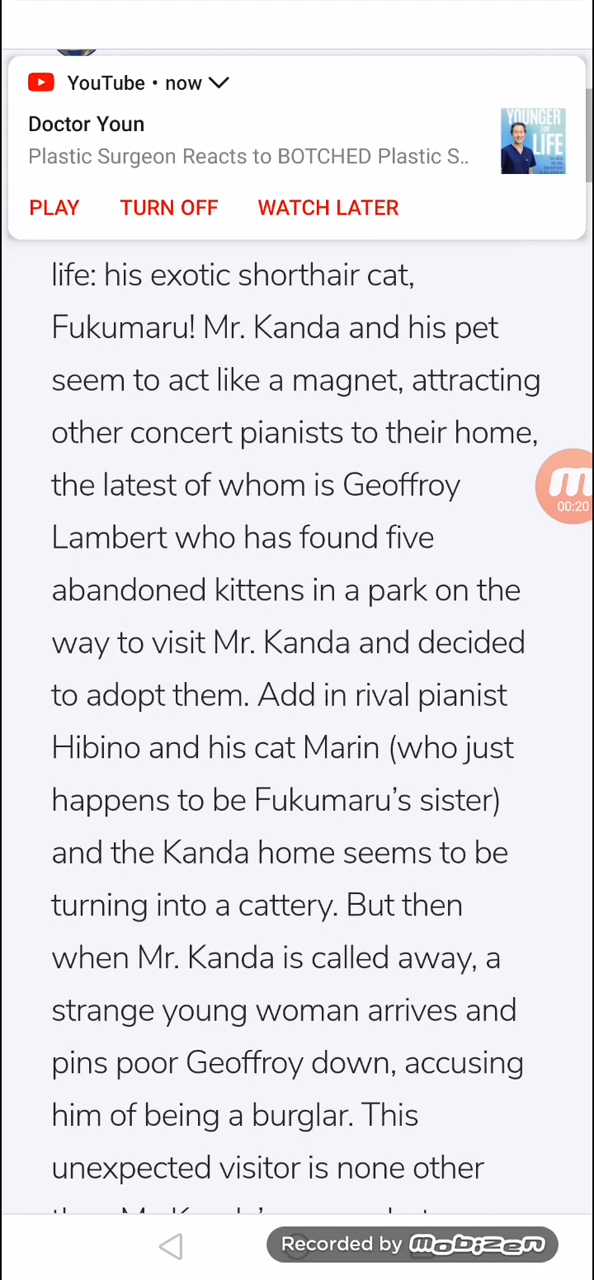 YouTube • now
Doctor Youn
Plastic Surgeon Reacts to BOTCHED Plastic S..
YOUNGER
FOR
LIFE
PLAY TURN OFF WATCH LATER
life: his exotic shorthair cat,
Fukumaru! Mr. Kanda and his pet
seem to act like a magnet, attracting
other concert pianists to their home,
the latest of whom is Geoffroy
Lambert who has found five
abandoned kittens in a park on the
way to visit Mr. Kanda and decided
to adopt them. Add in rival pianist
Hibino and his cat Marin (who just
happens to be Fukumaru’s sister)
and the Kanda home seems to be
turning into a cattery. But then
when Mr. Kanda is called away, a
strange young woman arrives and
pins poor Geoffroy down, accusing
him of being a burglar. This
unexpected visitor is none other
00:20
Recorded by mobizen